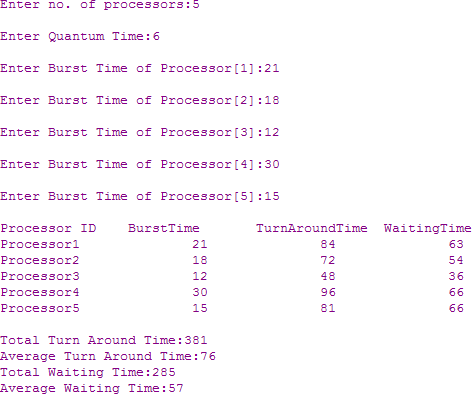 Enter no. of processors:5
Enter Quantum Time:6
Enter Burst Time of Processor[1]:21
Enter Burst Time of Processor[2]:18
Enter Burst Time of Processor[3]:12
Enter Burst Time of Processor[4]:30
Enter Burst Time of Processor[5]:15
Processor ID    BurstTime       TurnAroundTime  WaitingTime
Processor1              21              84                63
Processor2              18              72                54
Processor3              12              48                36
Processor4              30              96                66
Processor5              15              81                66
Total Turn Around Time:381
Average Turn Around Time:76
Total Waiting Time:285
Average Waiting Time:57